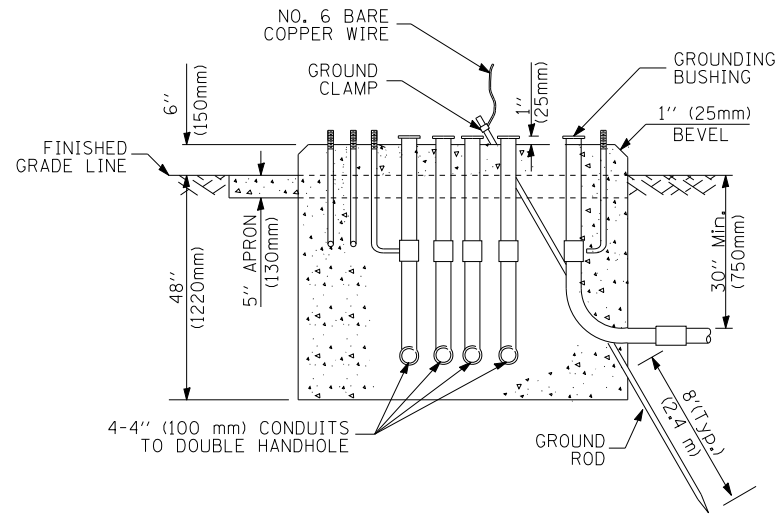 NO. 6 BARE
COPPER WIRE
GROUND
CLAMP
1"
(25mm)
GROUNDING
BUSHING
6"
(150mm)
1" (25mm)
BEVEL
FINISHED
GRADE LINE
48"
(1220mm)
5" APRON
(130mm)
30" Min.
(750mm)
4-4" (100 mm) CONDUITS
TO DOUBLE HANDHOLE
GROUND
ROD
8'(Typ.)
(2.4 m)